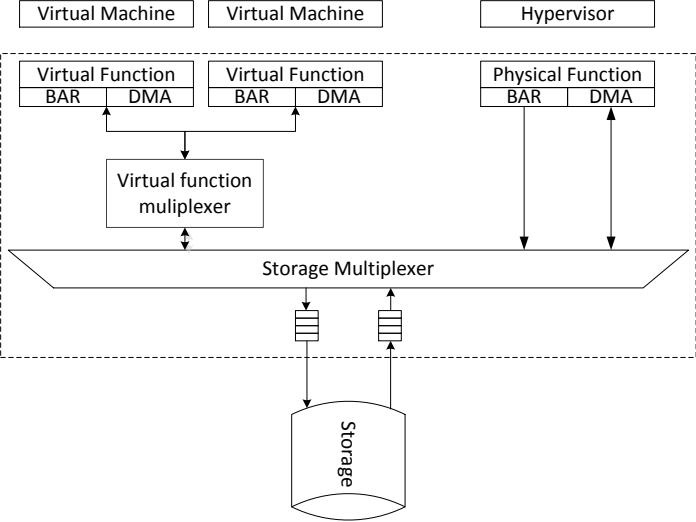 Virtual Machine
Virtual Machine
Hypervisor
Virtual Function
BAR DMA
Virtual Function
BAR DMA
Physical Function
BAR DMA
Virtual function
muliplexer
Storage Multiplexer
Storage